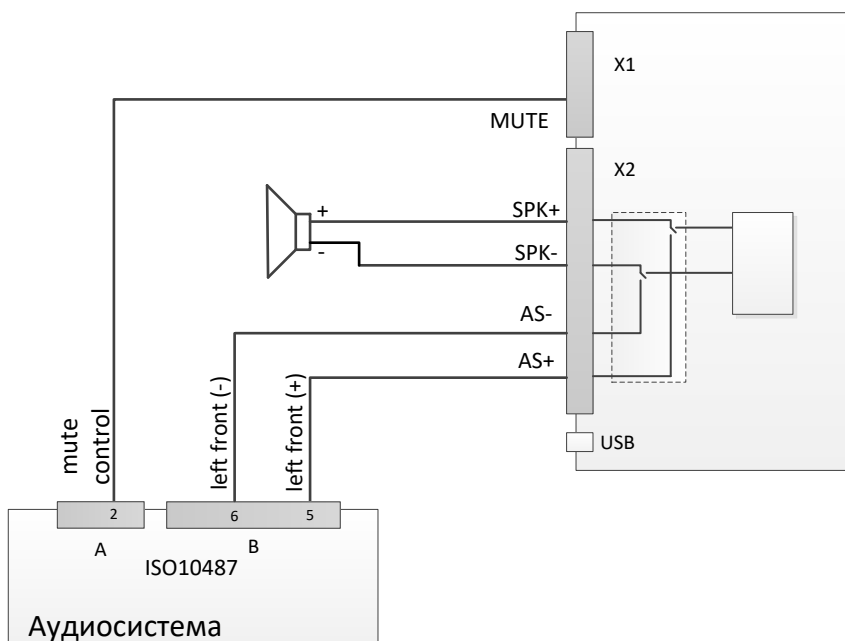 X1
MUTE
X2
+
SPK+
-
SPK-
AS-
AS+
mute
control
left front (-)
left front (+)
USB
2
6
5
A
B
ISO10487
Аудиосистема